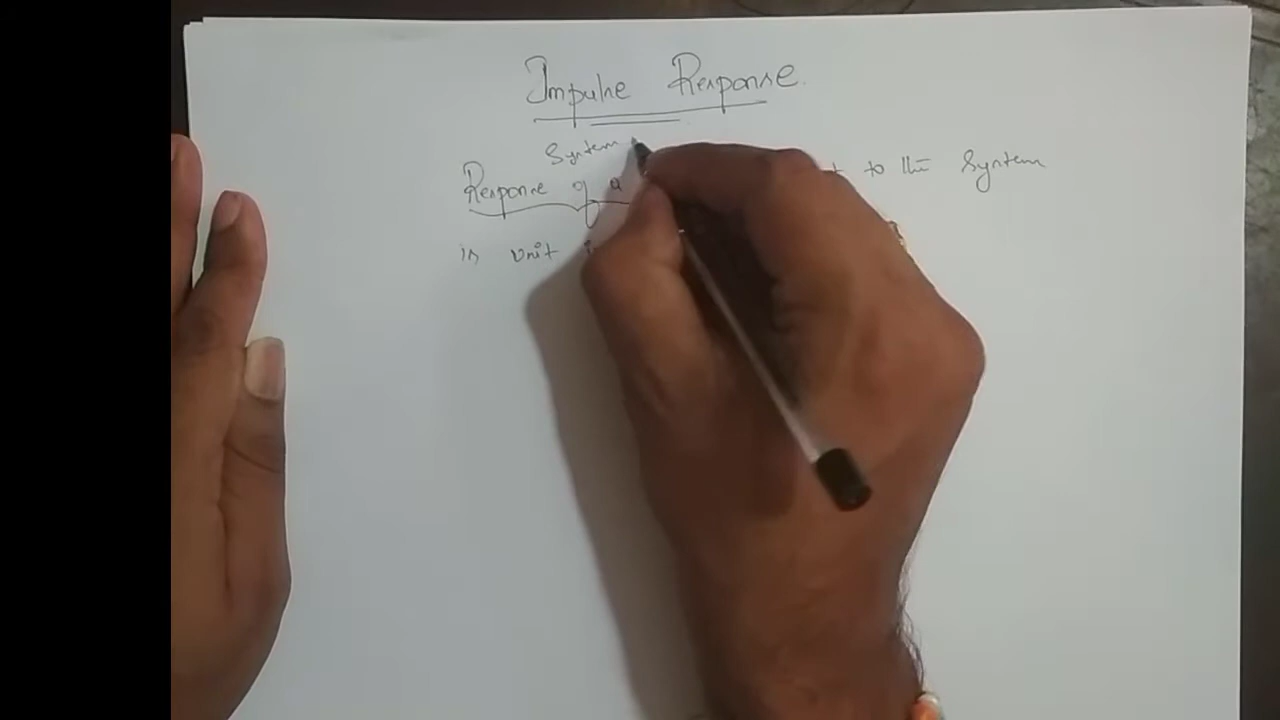 Impulse Response
System
Response of a to the System
is unit